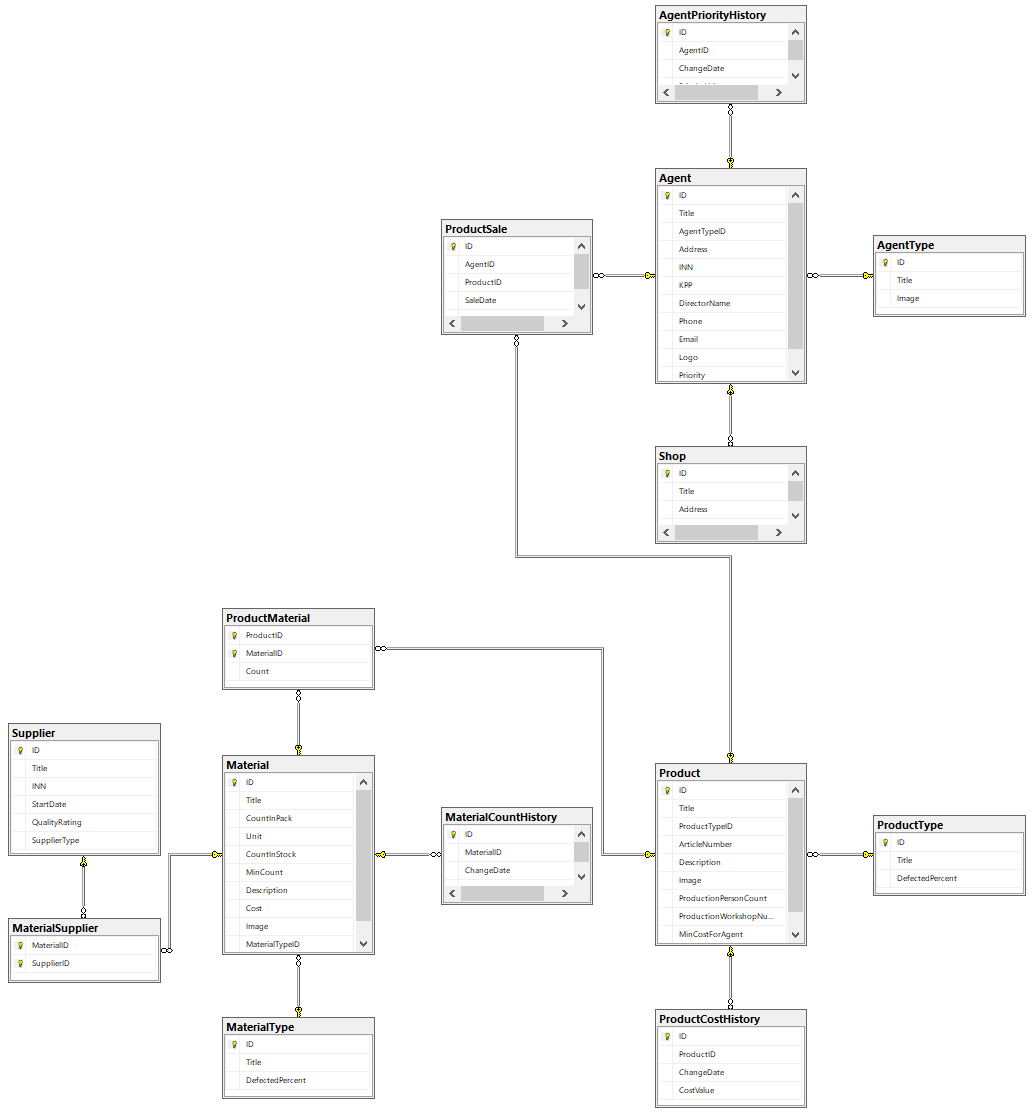 AgentPriorityHistory
ID
AgentID
ChangeDate
Agent
ID
Title
AgentTypeID
Address
INN
KPP
DirectorName
Phone
Email
Logo
Priority
ProductSale
ID
AgentID
ProductID
SaleDate
AgentType
ID
Title
Image
Shop
ID
Title
Address
ProductMaterial
ProductID
MaterialID
Count
Supplier
ID
Title
INN
StartDate
QualityRating
SupplierType
Material
ID
Title
CountInPack
Unit
CountInStock
MinCount
Description
Cost
Image
MaterialTypeID
MaterialCountHistory
ID
MaterialID
ChangeDate
Product
ID
Title
ProductTypeID
ArticleNumber
Description
Image
ProductionPersonCount
ProductionWorkshopNu...
MinCostForAgent
ProductType
ID
Title
DefectedPercent
MaterialSupplier
MaterialID
SupplierID
MaterialType
ID
Title
DefectedPercent
ProductCostHistory
ID
ProductID
ChangeDate
CostValue